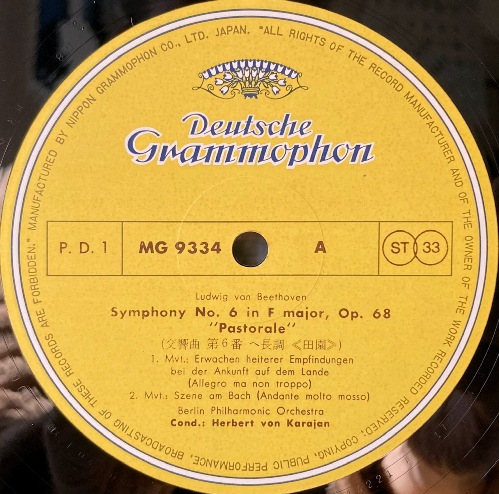 MANUFACTURED BY NIPPON GRAMMOPHON CO., LTD. JAPAN. "ALL RIGHTS OF THE RECORD MANUFACTURER AND OF THE OWNER OF THE RECORDED WORK RESERVED; COPYING, PUBLIC PERFORMANCE, BROADCASTING OF THESE RECORDS ARE FORBIDDEN."
Deutsche
Grammophon
P. D. 1 MG 9334 A ST 33
Ludwig van Beethoven
Symphony No. 6 in F major, Op. 68
"Pastorale"
(交響曲 第6番 ヘ長調 《田園》)
1. Mvt.: Erwachen heiterer Empfindungen
bei der Ankunft auf dem Lande
(Allegro ma non troppo)
2. Mvt.: Szene am Bach (Andante molto mosso)
Berlin Philharmonic Orchestra
Cond.: Herbert von Karajan